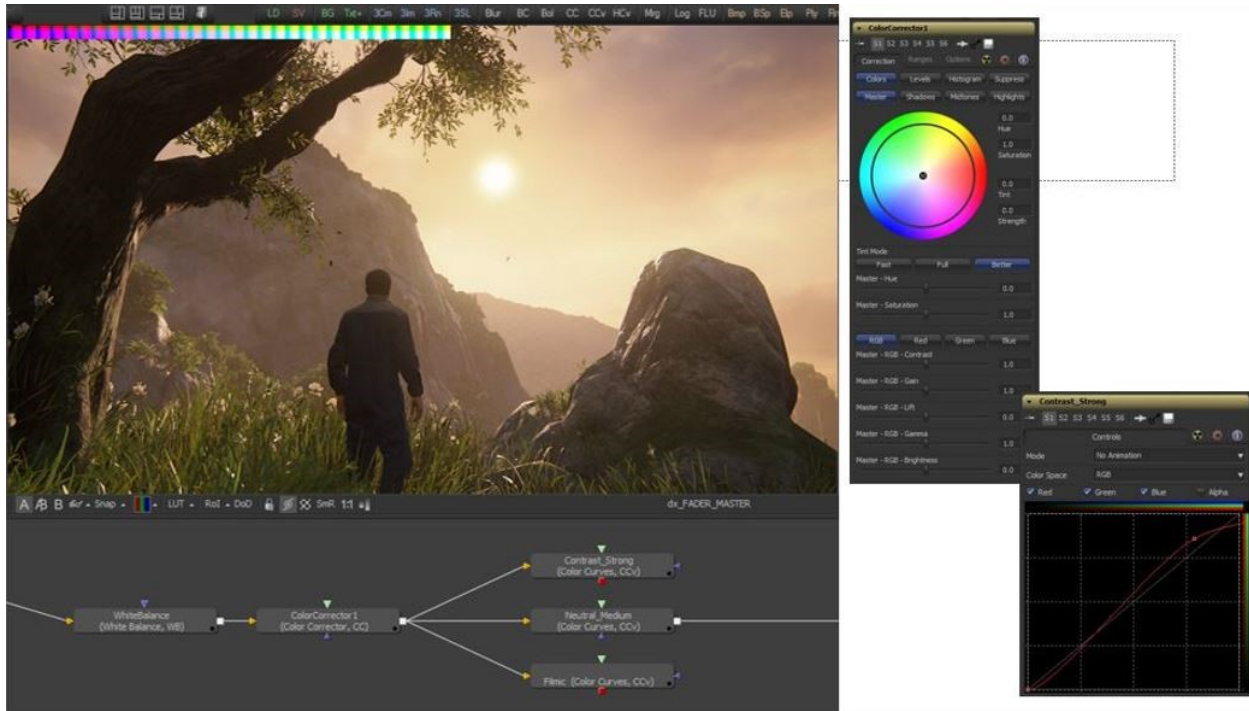 LD SV BG Txt+ 3Cm 3Im 3Rn 3SL Blur BC Bol CC CCv HCv Mrg Log FLU Bmp BSp Elp Ply
A A/B B Snap LUT RoI DoD SmR 1:1
dx_FADER_MASTER
Contrast_Strong
(Color Curves, CCv)
WhiteBalance
(White Balance, WB)
ColorCorrector1
(Color Corrector, CC)
Neutral_Medium
(Color Curves, CCv)
Filmic (Color Curves, CCv)
ColorCorrector1
S1 S2 S3 S4 S5 S6
Correction Ranges Options
Colors Levels Histogram Suppress
Master Shadows Midtones Highlights
0.0
Hue
1.0
Saturation
0.0
Tint
0.0
Strength
Tint Mode
Fast Full Better
Master - Hue
0.0
Master - Saturation
1.0
RGB Red Green Blue
Master - RGB - Contrast
1.0
Master - RGB - Gain
1.0
Master - RGB - Lift
0.0
Master - RGB - Gamma
1.0
Master - RGB - Brightness
0.0
Contrast_Strong
S1 S2 S3 S4 S5 S6
Controls
Mode No Animation
Color Space RGB
Red Green Blue Alpha